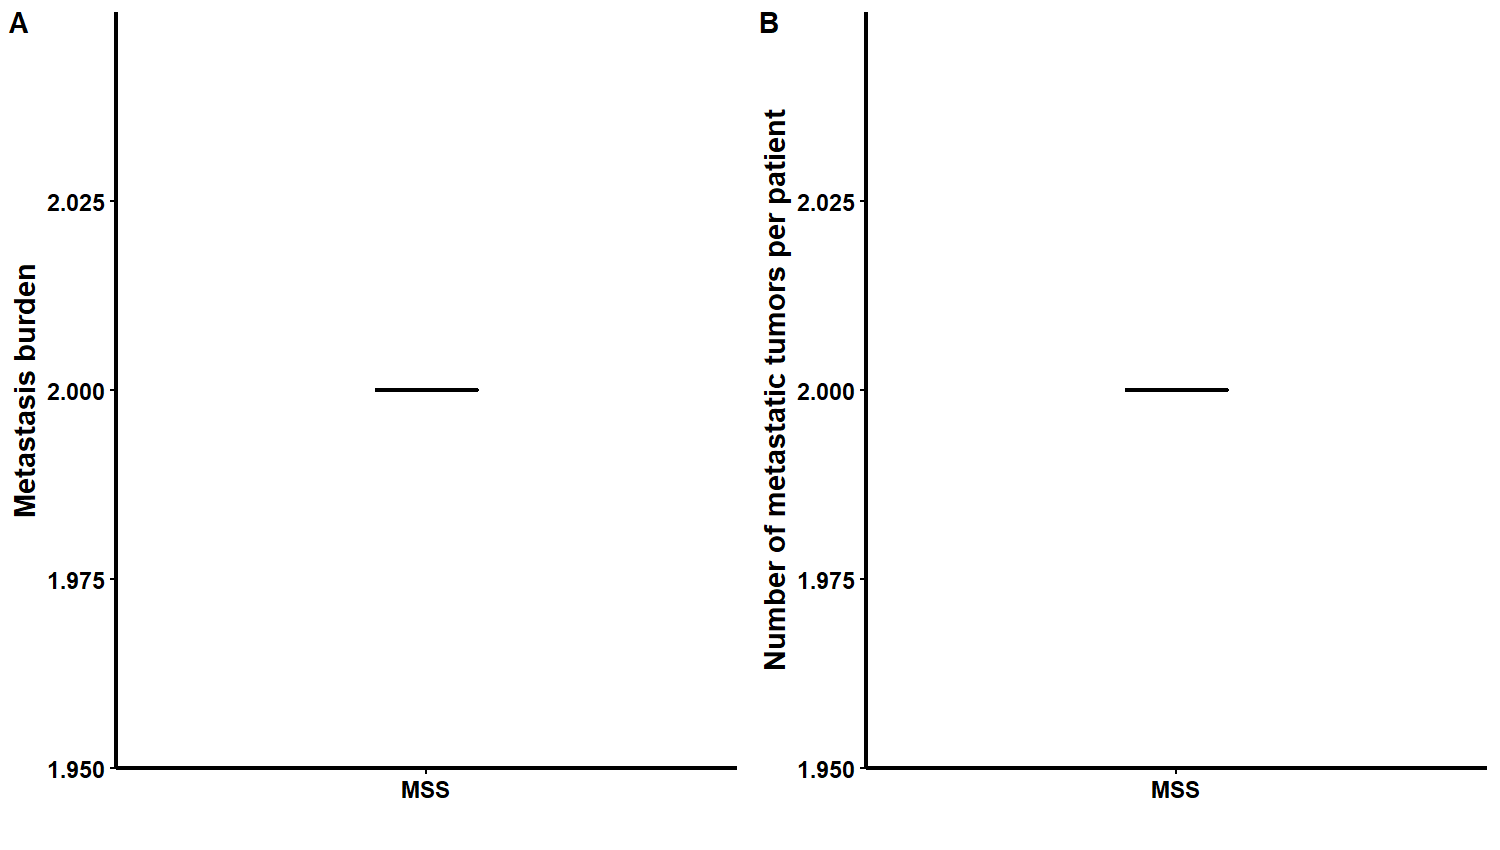 A
Metastasis burden
2.025
2.000
1.975
1.950
MSS
B
Number of metastatic tumors per patient
2.025
2.000
1.975
1.950
MSS